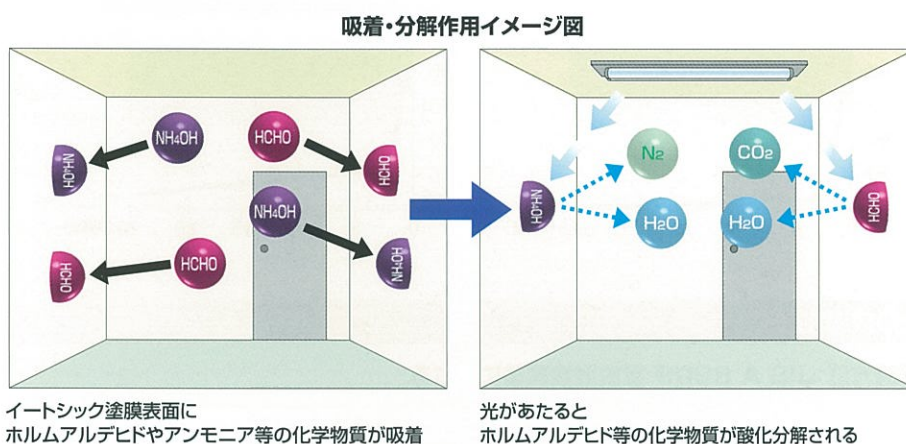 吸着・分解作用イメージ図
NH₄OH
HCHO
NH₄OH
HCHO
NH₄OH
HCHO
HCHO
NH₄OH
N₂
CO₂
NH₄OH
H₂O
H₂O
HCHO
イートシック塗膜表面に
ホルムアルデヒドやアンモニア等の化学物質が吸着
光があたると
ホルムアルデヒド等の化学物質が酸化分解される